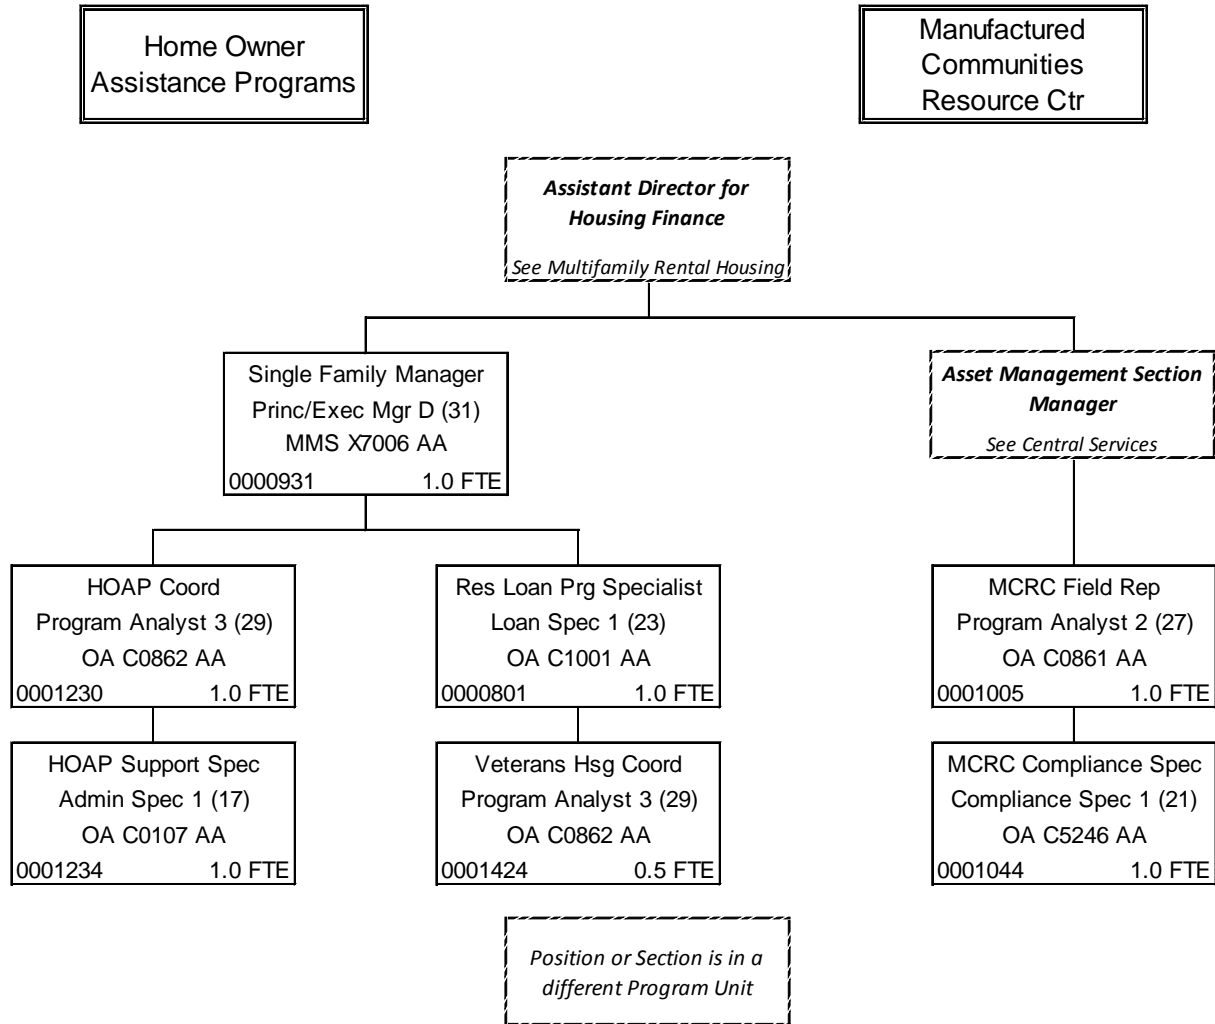 Home Owner
Assistance Programs
Manufactured
Communities
Resource Ctr
Assistant Director for
Housing Finance
See Multifamily Rental Housing
Single Family Manager
Princ/Exec Mgr D (31)
MMS X7006 AA
0000931 1.0 FTE
Asset Management Section
Manager
See Central Services
HOAP Coord
Program Analyst 3 (29)
OA C0862 AA
0001230 1.0 FTE
Res Loan Prg Specialist
Loan Spec 1 (23)
OA C1001 AA
0000801 1.0 FTE
MCRC Field Rep
Program Analyst 2 (27)
OA C0861 AA
0001005 1.0 FTE
HOAP Support Spec
Admin Spec 1 (17)
OA C0107 AA
0001234 1.0 FTE
Veterans Hsg Coord
Program Analyst 3 (29)
OA C0862 AA
0001424 0.5 FTE
MCRC Compliance Spec
Compliance Spec 1 (21)
OA C5246 AA
0001044 1.0 FTE
Position or Section is in a
different Program Unit